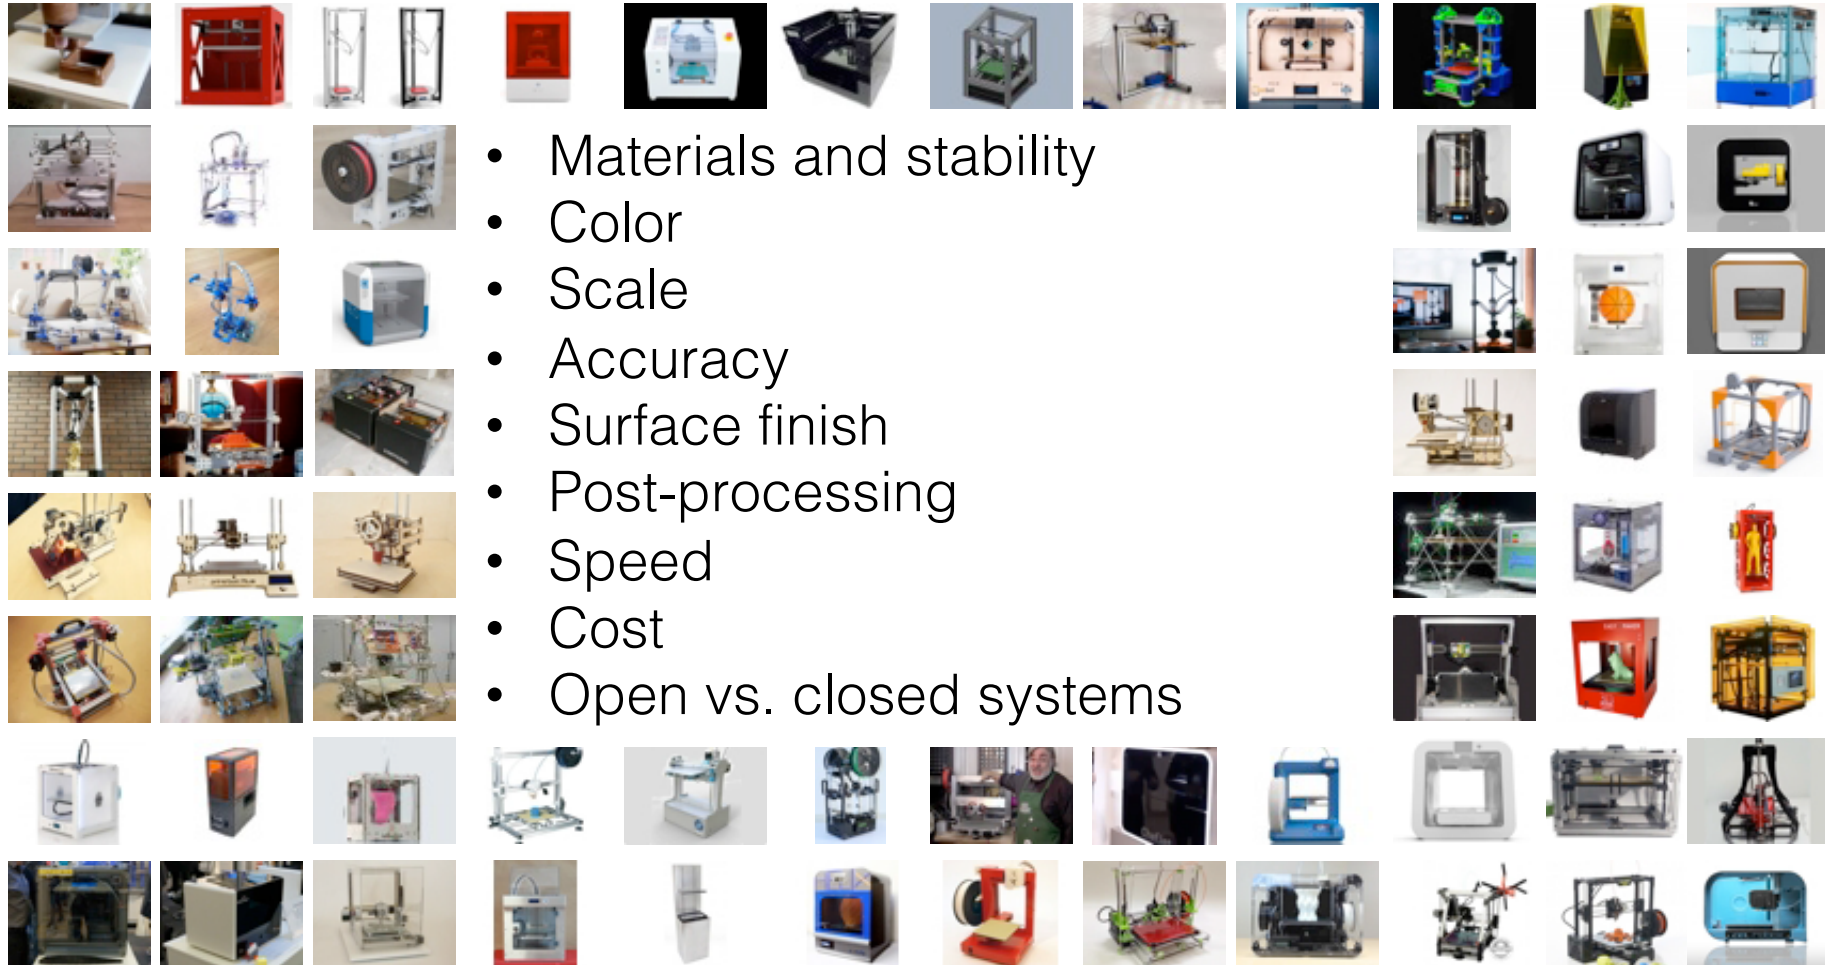 • Materials and stability
• Color
• Scale
• Accuracy
• Surface finish
• Post-processing
• Speed
• Cost
• Open vs. closed systems